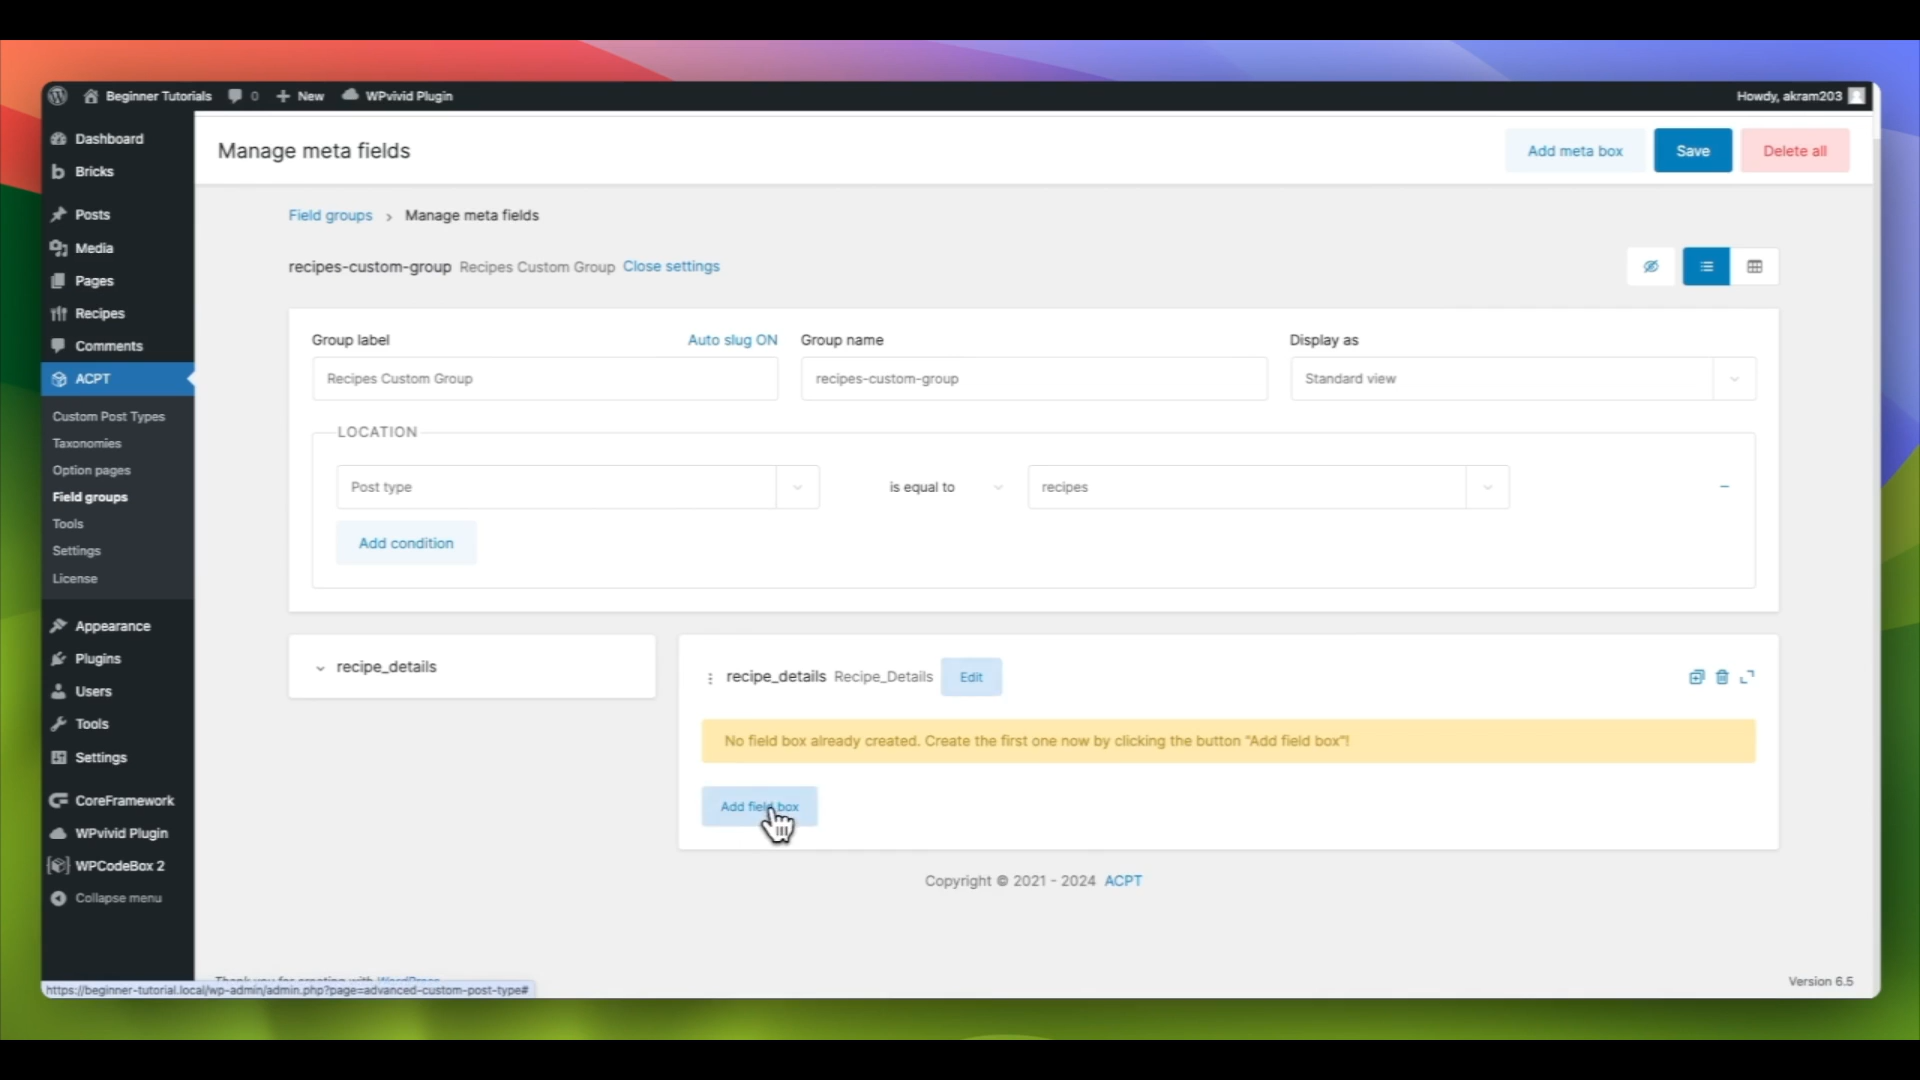 Beginner Tutorials 0 New WPvivid Plugin Howdy, akram203
Dashboard
Bricks
Posts
Media
Pages
Recipes
Comments
ACPT
Custom Post Types
Taxonomies
Option pages
Field groups
Tools
Settings
License
Appearance
Plugins
Users
Tools
Settings
CoreFramework
WPvivid Plugin
WPCodeBox 2
Collapse menu
Manage meta fields Add meta box Save Delete all
Field groups › Manage meta fields
recipes-custom-group Recipes Custom Group Close settings
Group label Auto slug ON Group name Display as
Recipes Custom Group recipes-custom-group Standard view
LOCATION
Post type is equal to recipes
Add condition
recipe_details
recipe_details Recipe_Details Edit
No field box already created. Create the first one now by clicking the button "Add field box"!
Add field box
Copyright © 2021 - 2024 ACPT
Thank you for creating with WordPress
Version 6.5
https://beginner-tutorial.local/wp-admin/admin.php?page=advanced-custom-post-type#